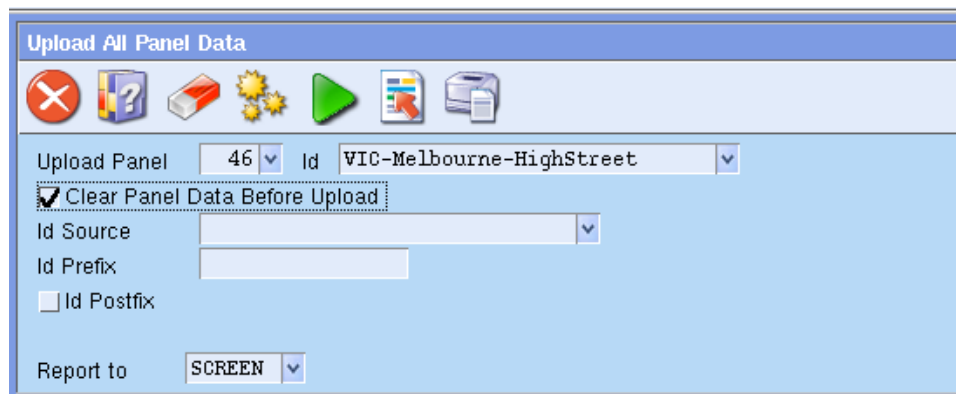 Upload All Panel Data
Upload Panel 46 Id VIC-Melbourne-HighStreet
Clear Panel Data Before Upload
Id Source
Id Prefix
Id Postfix
Report to SCREEN